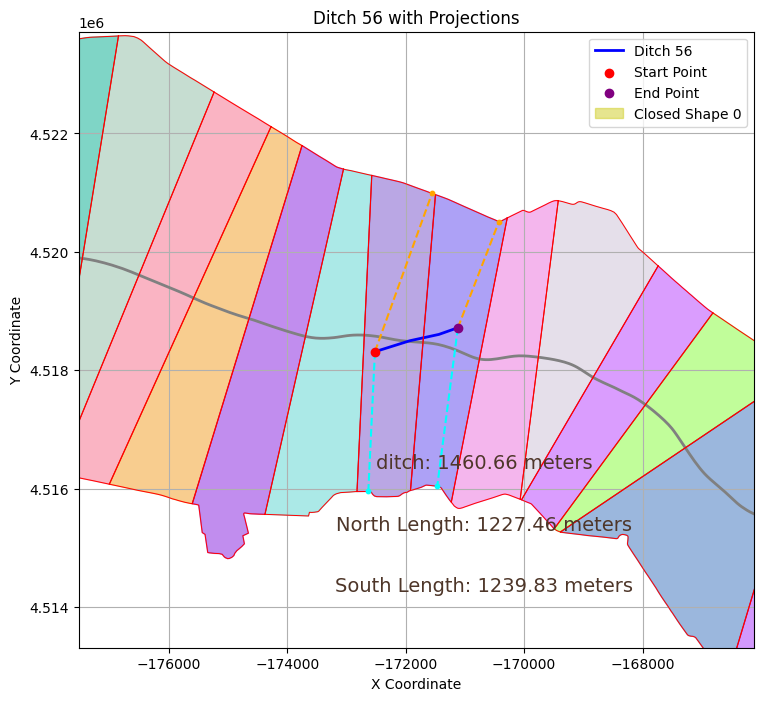 Ditch 56 with Projections
1e6
Ditch 56
Start Point
End Point
Closed Shape 0
4.522
4.520
4.518
4.516
4.514
Y Coordinate
ditch: 1460.66 meters
North Length: 1227.46 meters
South Length: 1239.83 meters
−176000
−174000
−172000
−170000
−168000
X Coordinate